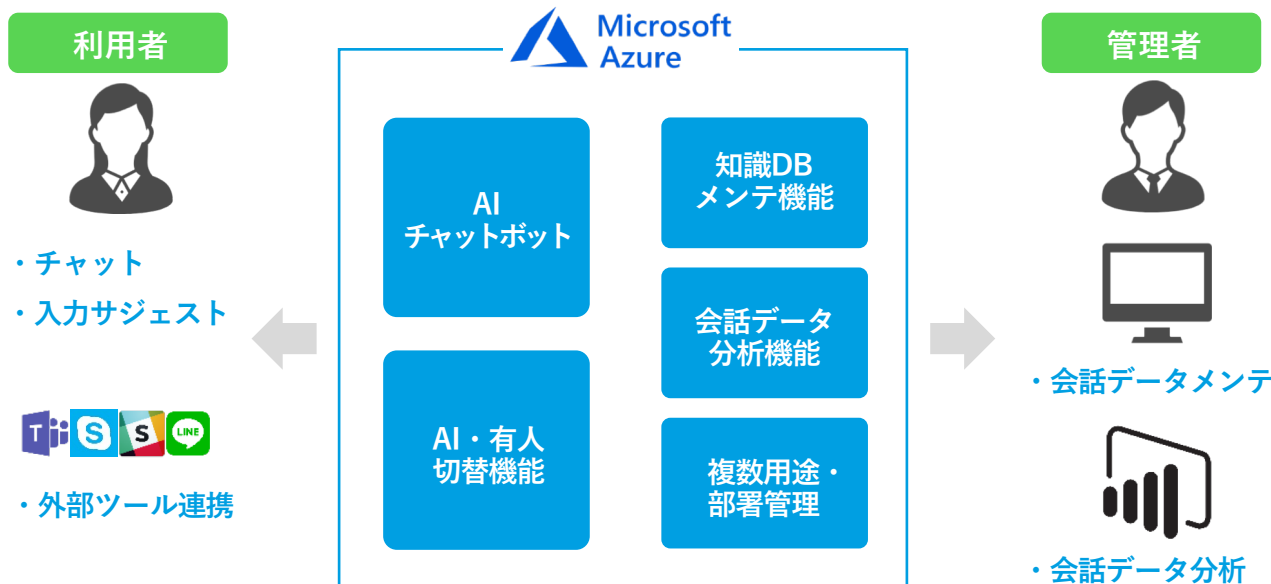 利用者
・チャット
・入力サジェスト
T
S
S
LINE
・外部ツール連携
Microsoft
Azure
AI
チャットボット
AI・有人
切替機能
知識DB
メンテ機能
会話データ
分析機能
複数用途・
部署管理
管理者
・会話データメンテ
・会話データ分析